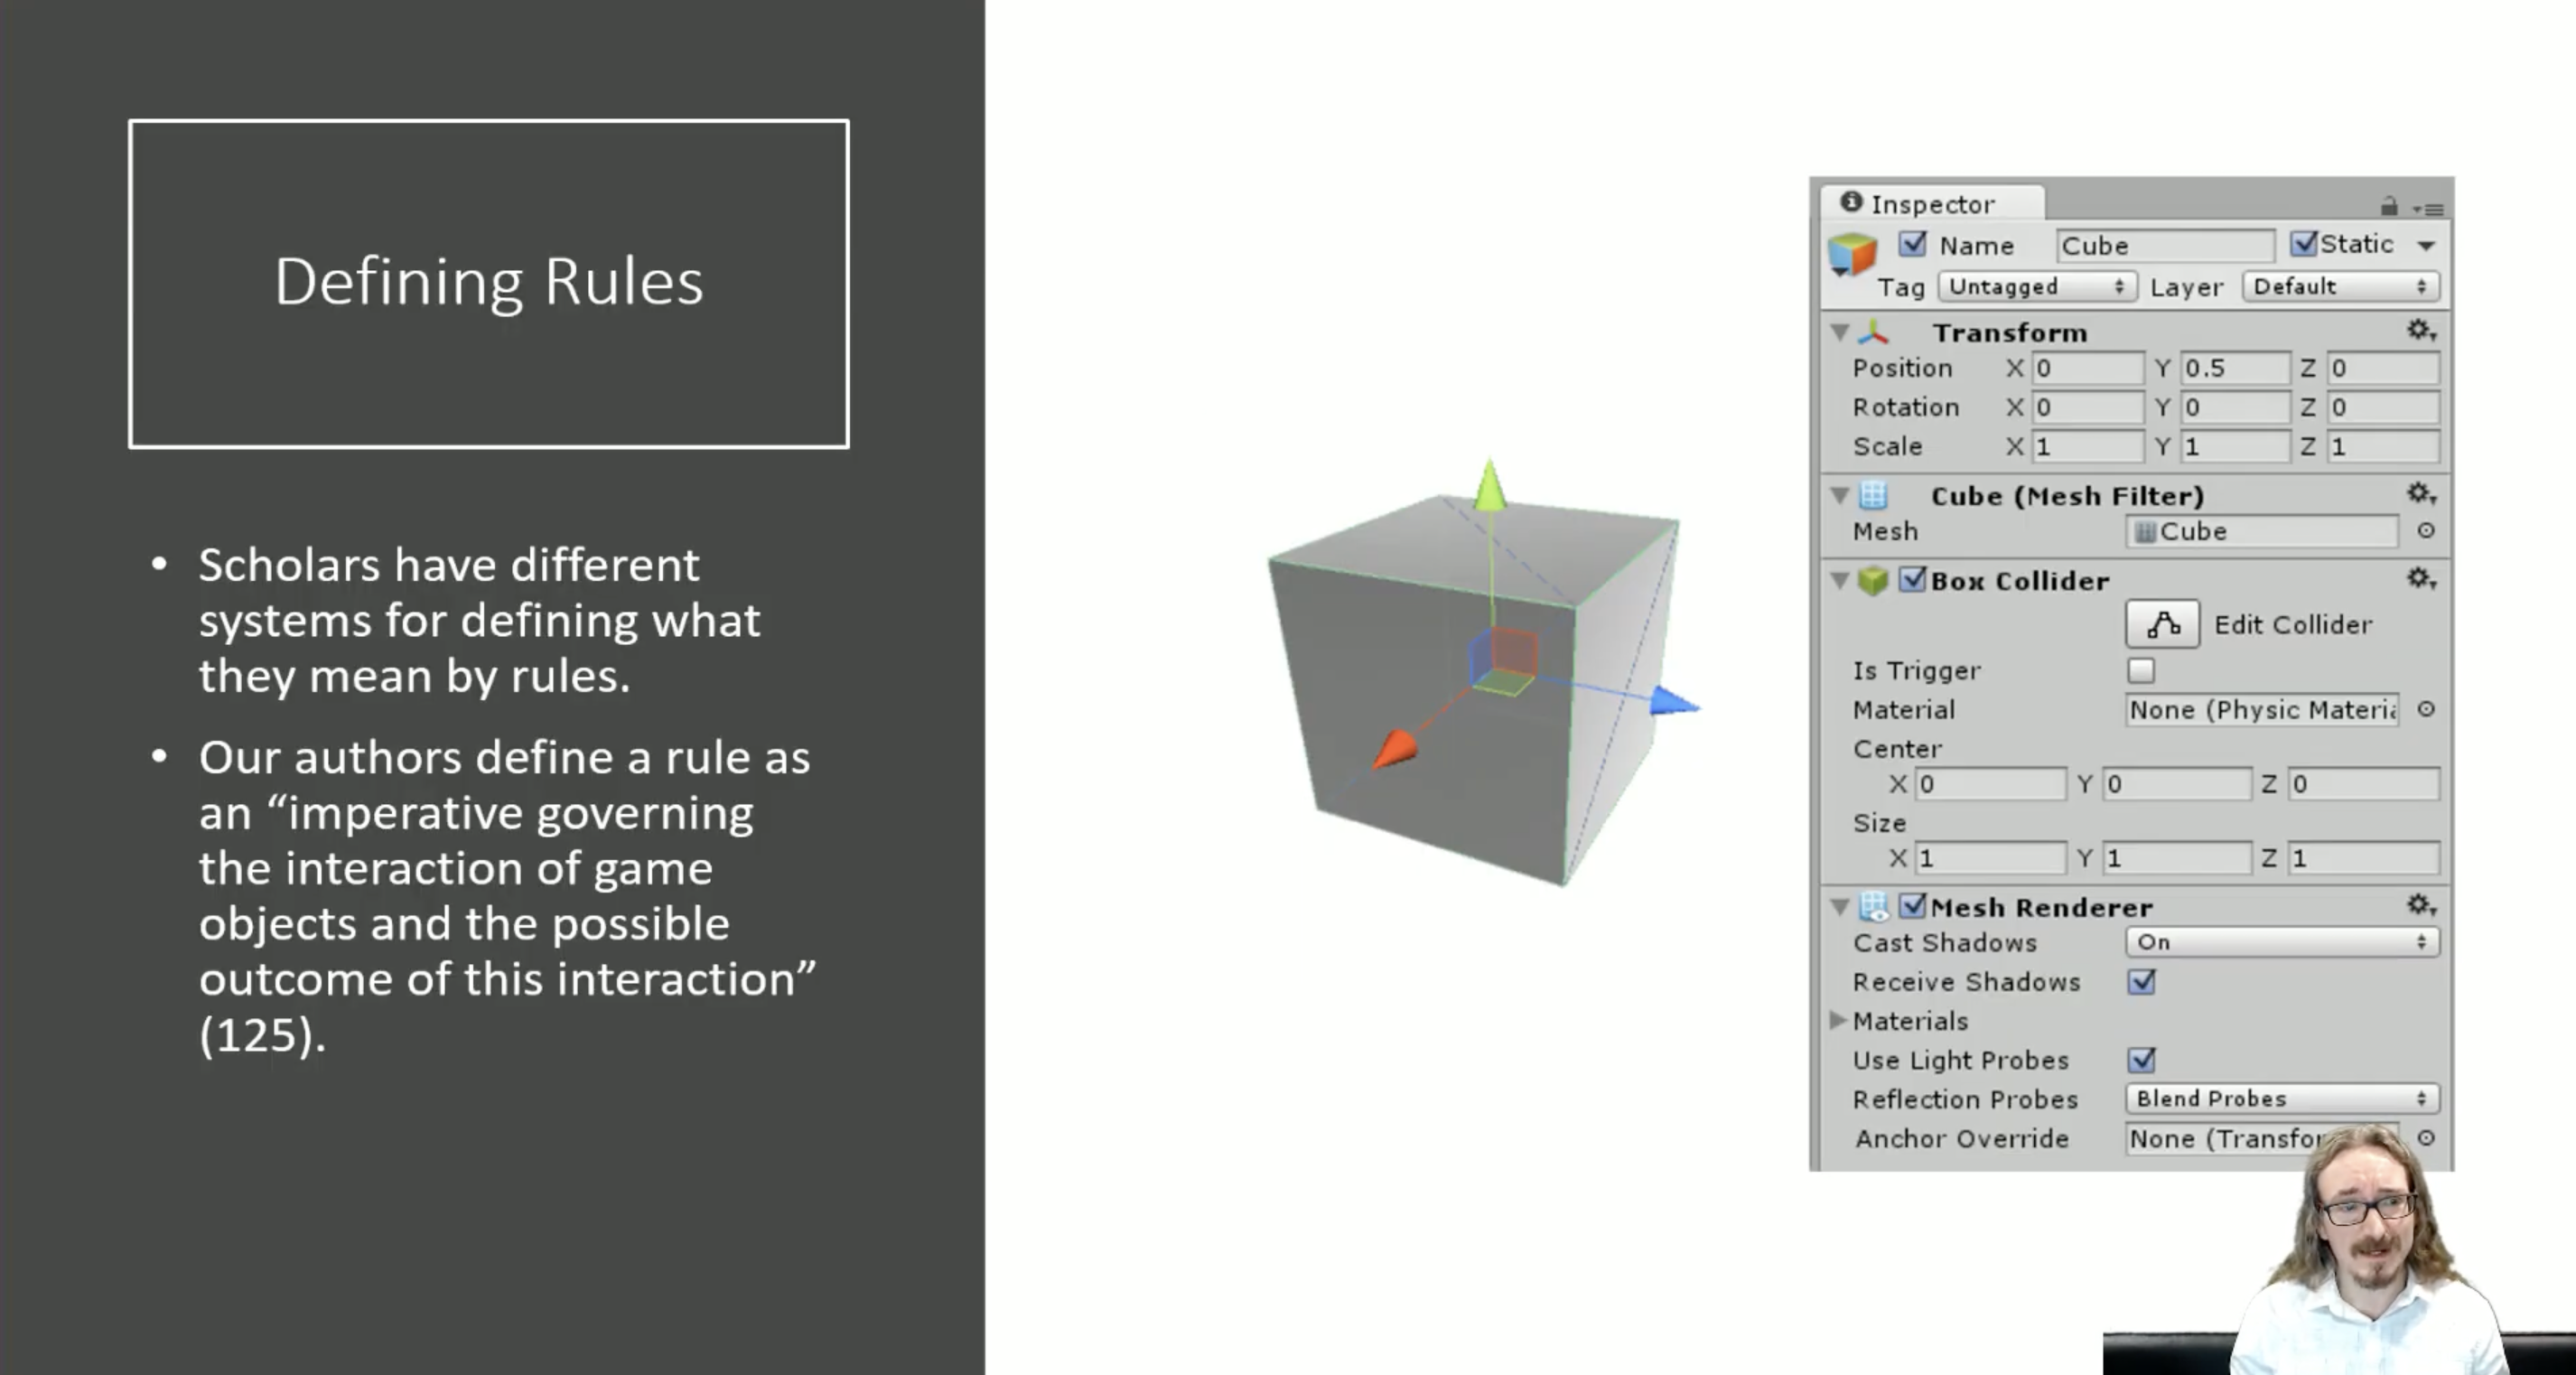 Defining Rules
• Scholars have different
systems for defining what
they mean by rules.
• Our authors define a rule as
an “imperative governing
the interaction of game
objects and the possible
outcome of this interaction”
(125).
Inspector
Name Cube Static
Tag Untagged Layer Default
Transform
Position X 0 Y 0.5 Z 0
Rotation X 0 Y 0 Z 0
Scale X 1 Y 1 Z 1
Cube (Mesh Filter)
Mesh Cube
Box Collider
Edit Collider
Is Trigger
Material None (Physic Materia
Center
X 0 Y 0 Z 0
Size
X 1 Y 1 Z 1
Mesh Renderer
Cast Shadows On
Receive Shadows
Materials
Use Light Probes
Reflection Probes Blend Probes
Anchor Override None (Transfor